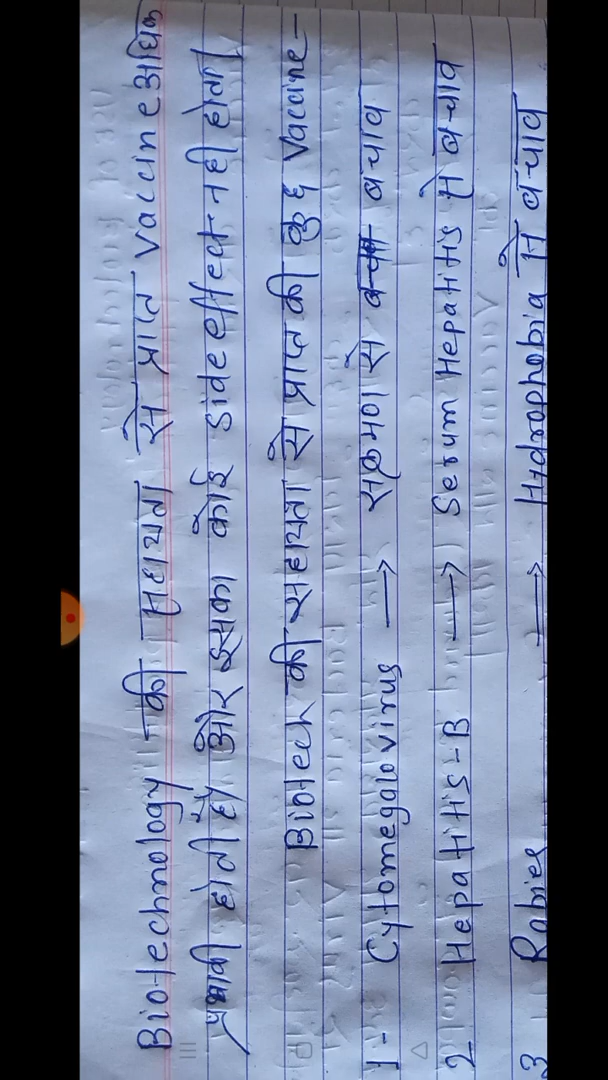 Biotechnology की सहायता से प्राप्त vaccine अधिक
प्रभावी होती है और इसका कोई side effect नही होता
Biotech की सहायता से प्राप्त की कुछ Vaccine-
1- Cytomegalovirus → संक्रमण से बचाव
2 Hepatitis-B → Serum Hepatitis से बचाव
3 Rabies ⇒ Hydrophobia से बचाव